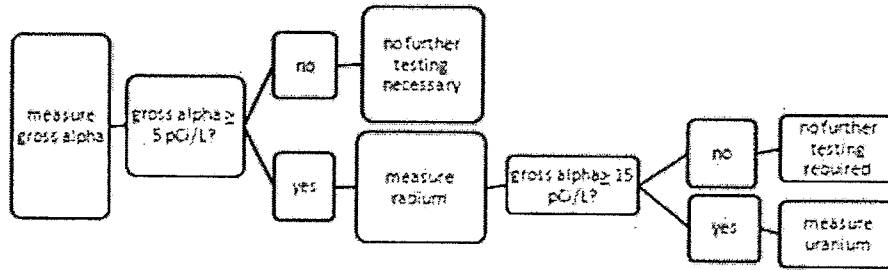 measure
gross alpha
gross alpha ≥
5 pCi/L?
no
no further
testing
necessary
yes
measure
radium
gross alpha ≥ 15
pCi/L?
no
no further
testing
required
yes
measure
uranium